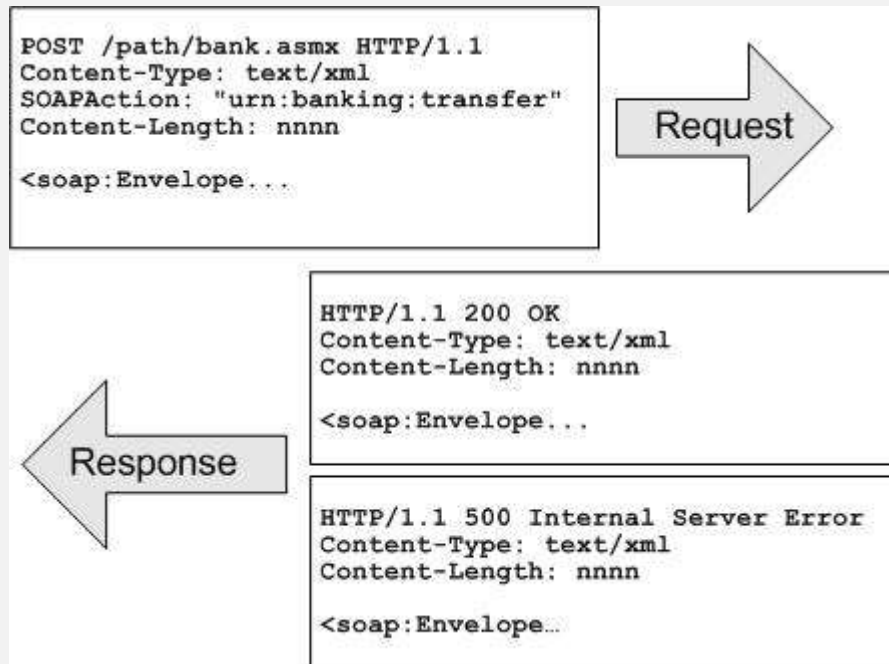 POST /path/bank.asmx HTTP/1.1
Content-Type: text/xml
SOAPAction: "urn:banking:transfer"
Content-Length: nnnn
<soap:Envelope...
Request
HTTP/1.1 200 OK
Content-Type: text/xml
Content-Length: nnnn
<soap:Envelope...
Response
HTTP/1.1 500 Internal Server Error
Content-Type: text/xml
Content-Length: nnnn
<soap:Envelope…